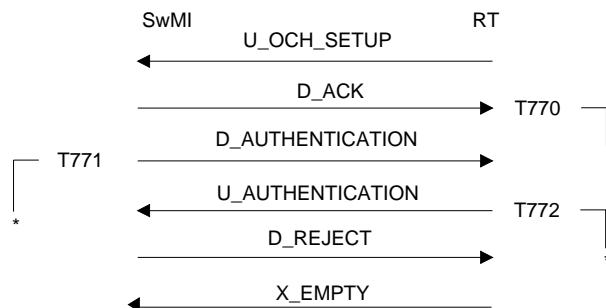 SwMI RT
U_OCH_SETUP
D_ACK
T770
D_AUTHENTICATION
T771
U_AUTHENTICATION
T772
*
D_REJECT
*
X_EMPTY